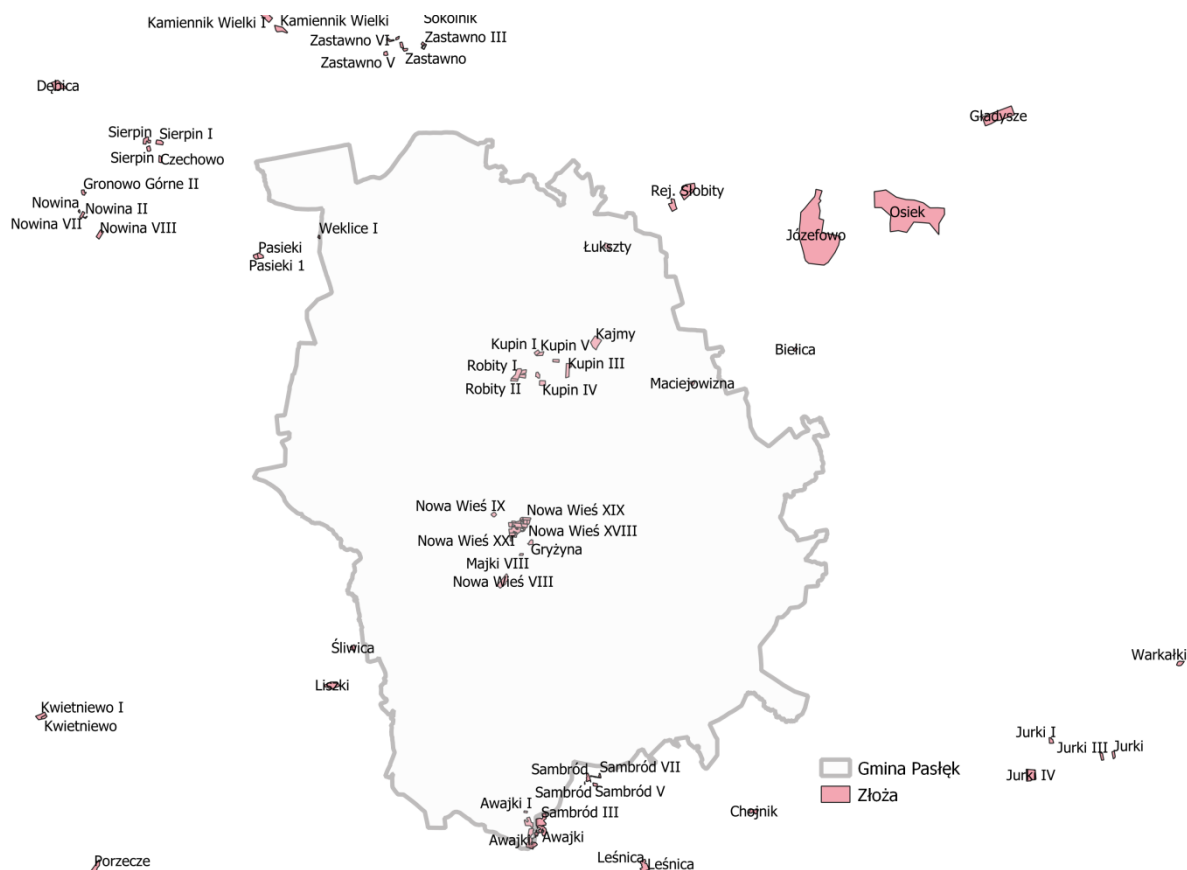 Kamiennik Wielki I
Kamiennik Wielki
Sokolnik
Zastawno VI
Zastawno III
Zastawno V
Zastawno
Dębica
Gładysze
Sierpin
Sierpin I
Sierpin
Czechowo
Gronowo Górne II
Nowina
Nowina II
Nowina VII
Nowina VIII
Rej. Słobity
Osiek
Józefowo
Weklice I
Pasieki
Pasieki 1
Łukszty
Kajmy
Kupin I
Kupin V
Bielica
Robity I
Kupin III
Robity II
Kupin IV
Maciejowizna
Nowa Wieś IX
Nowa Wieś XIX
Nowa Wieś XVIII
Nowa Wieś XXI
Gryżyna
Majki VIII
Nowa Wieś VIII
Śliwica
Warkałki
Liszki
Kwietniewo I
Kwietniewo
Jurki I
Jurki III
Jurki
Jurki IV
Gmina Pasłęk
Złoża
Sambród
Sambród VII
Sambród
Sambród V
Awajki I
Sambród III
Awajki
Awajki
Chojnik
Leśnica
Leśnica
Porzecze